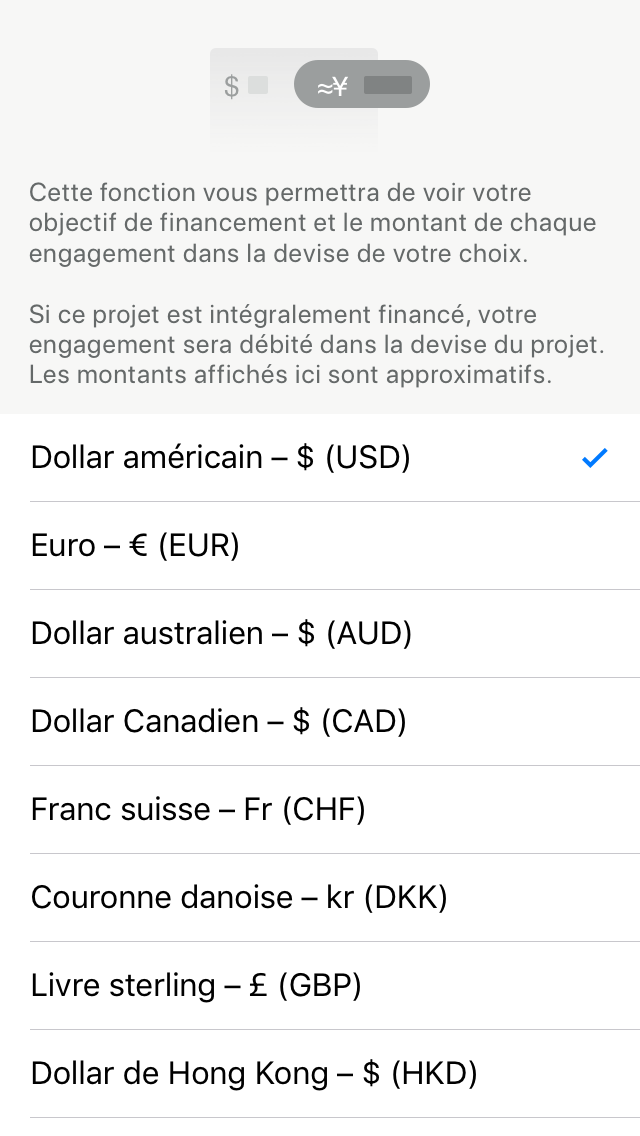 $ ≈¥
Cette fonction vous permettra de voir votre
objectif de financement et le montant de chaque
engagement dans la devise de votre choix.
Si ce projet est intégralement financé, votre
engagement sera débité dans la devise du projet.
Les montants affichés ici sont approximatifs.
Dollar américain – $ (USD)
Euro – € (EUR)
Dollar australien – $ (AUD)
Dollar Canadien – $ (CAD)
Franc suisse – Fr (CHF)
Couronne danoise – kr (DKK)
Livre sterling – £ (GBP)
Dollar de Hong Kong – $ (HKD)